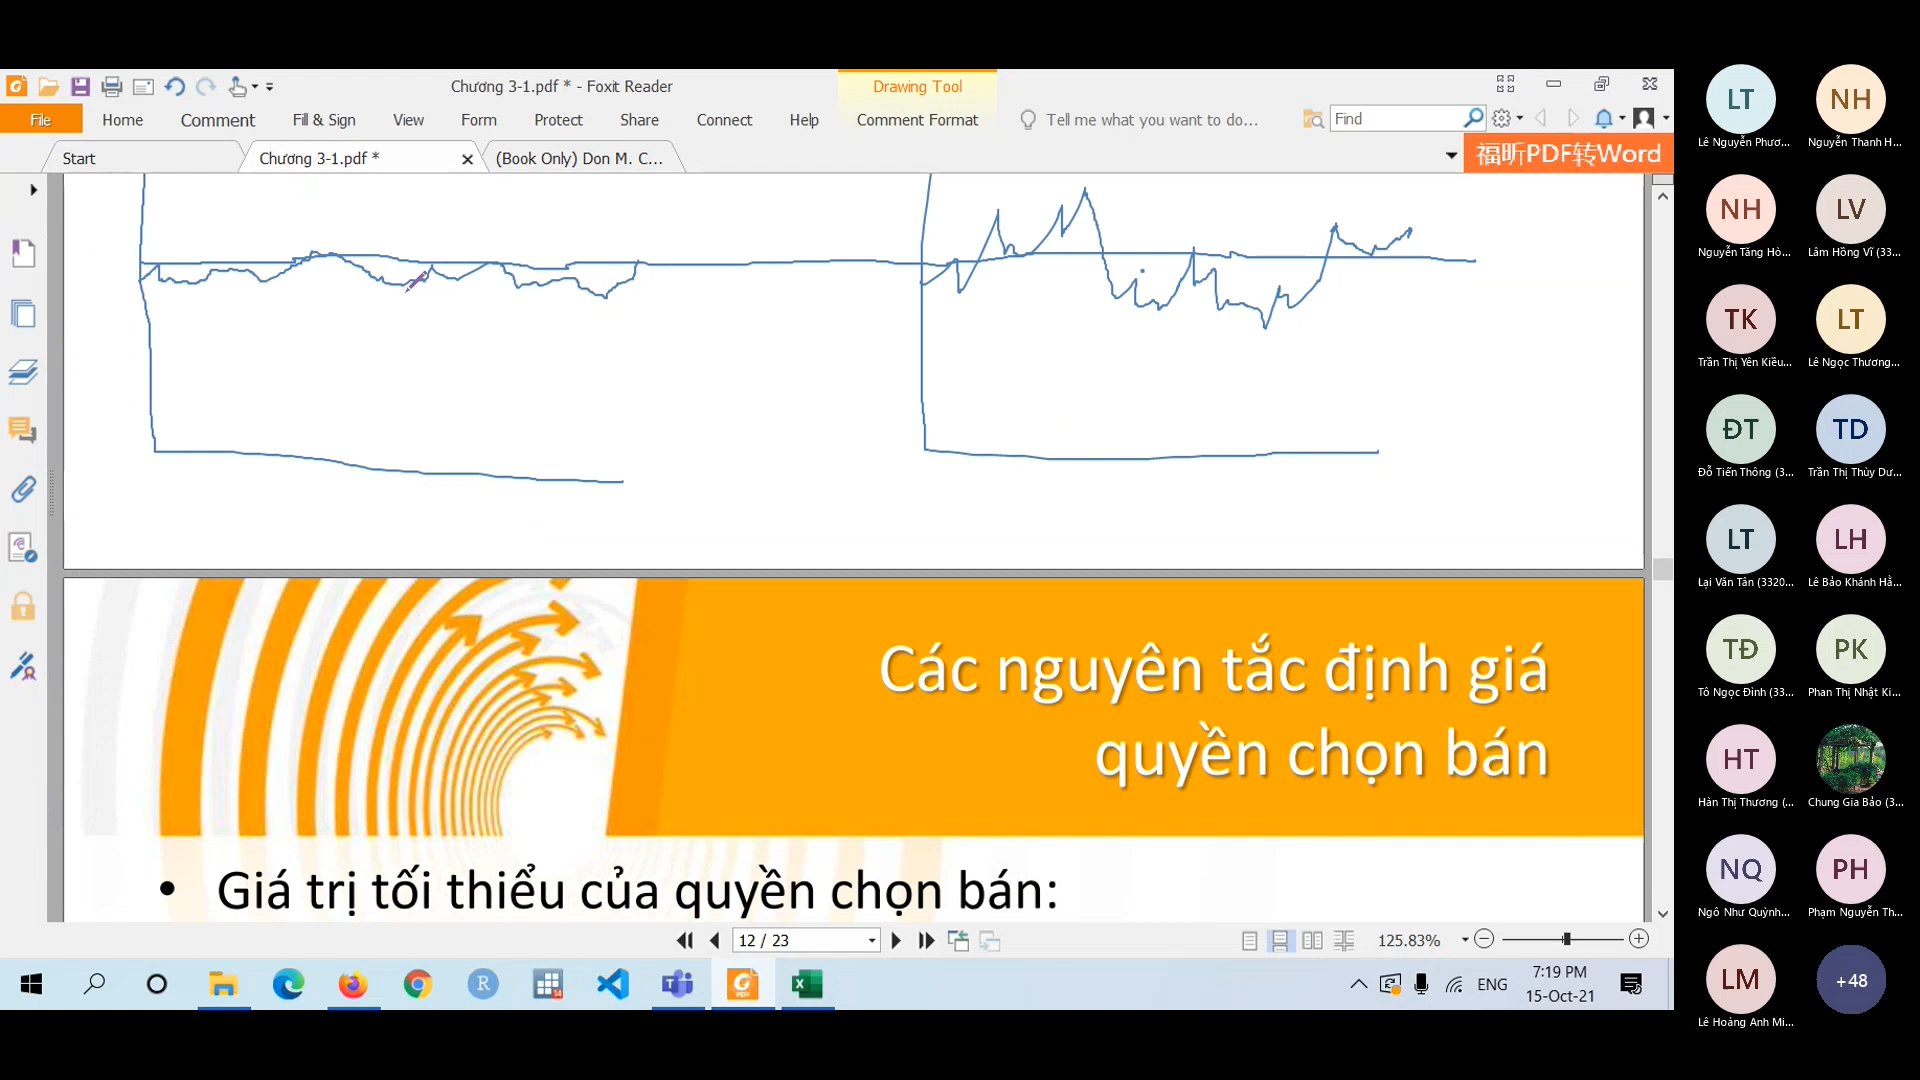 Chương 3-1.pdf * - Foxit Reader
Drawing Tool
File
Home
Comment
Fill & Sign
View
Form
Protect
Share
Connect
Help
Comment Format
Tell me what you want to do...
Find
Start
Chương 3-1.pdf *
(Book Only) Don M. C...
福昕PDF转Word
Các nguyên tắc định giá
quyền chọn bán
• Giá trị tối thiểu của quyền chọn bán:
12 / 23
125.83%
ENG
7:19 PM
15-Oct-21
LT
Lê Nguyễn Phươ...
NH
Nguyễn Thanh H...
NH
Nguyễn Tăng Hò...
LV
Lâm Hồng Vĩ (33...
TK
Trần Thị Yên Kiều...
LT
Lê Ngọc Thương...
ĐT
Đỗ Tiến Thông (3...
TD
Trần Thị Thùy Dư...
LT
Lại Văn Tân (3320...
LH
Lê Bảo Khánh Hằ...
TĐ
Tô Ngọc Đình (33...
PK
Phan Thị Nhật Ki...
HT
Hàn Thị Thương (...
Chung Gia Bảo (3...
NQ
Ngô Như Quỳnh...
PH
Phạm Nguyễn Th...
LM
Lê Hoàng Anh Mi...
+48